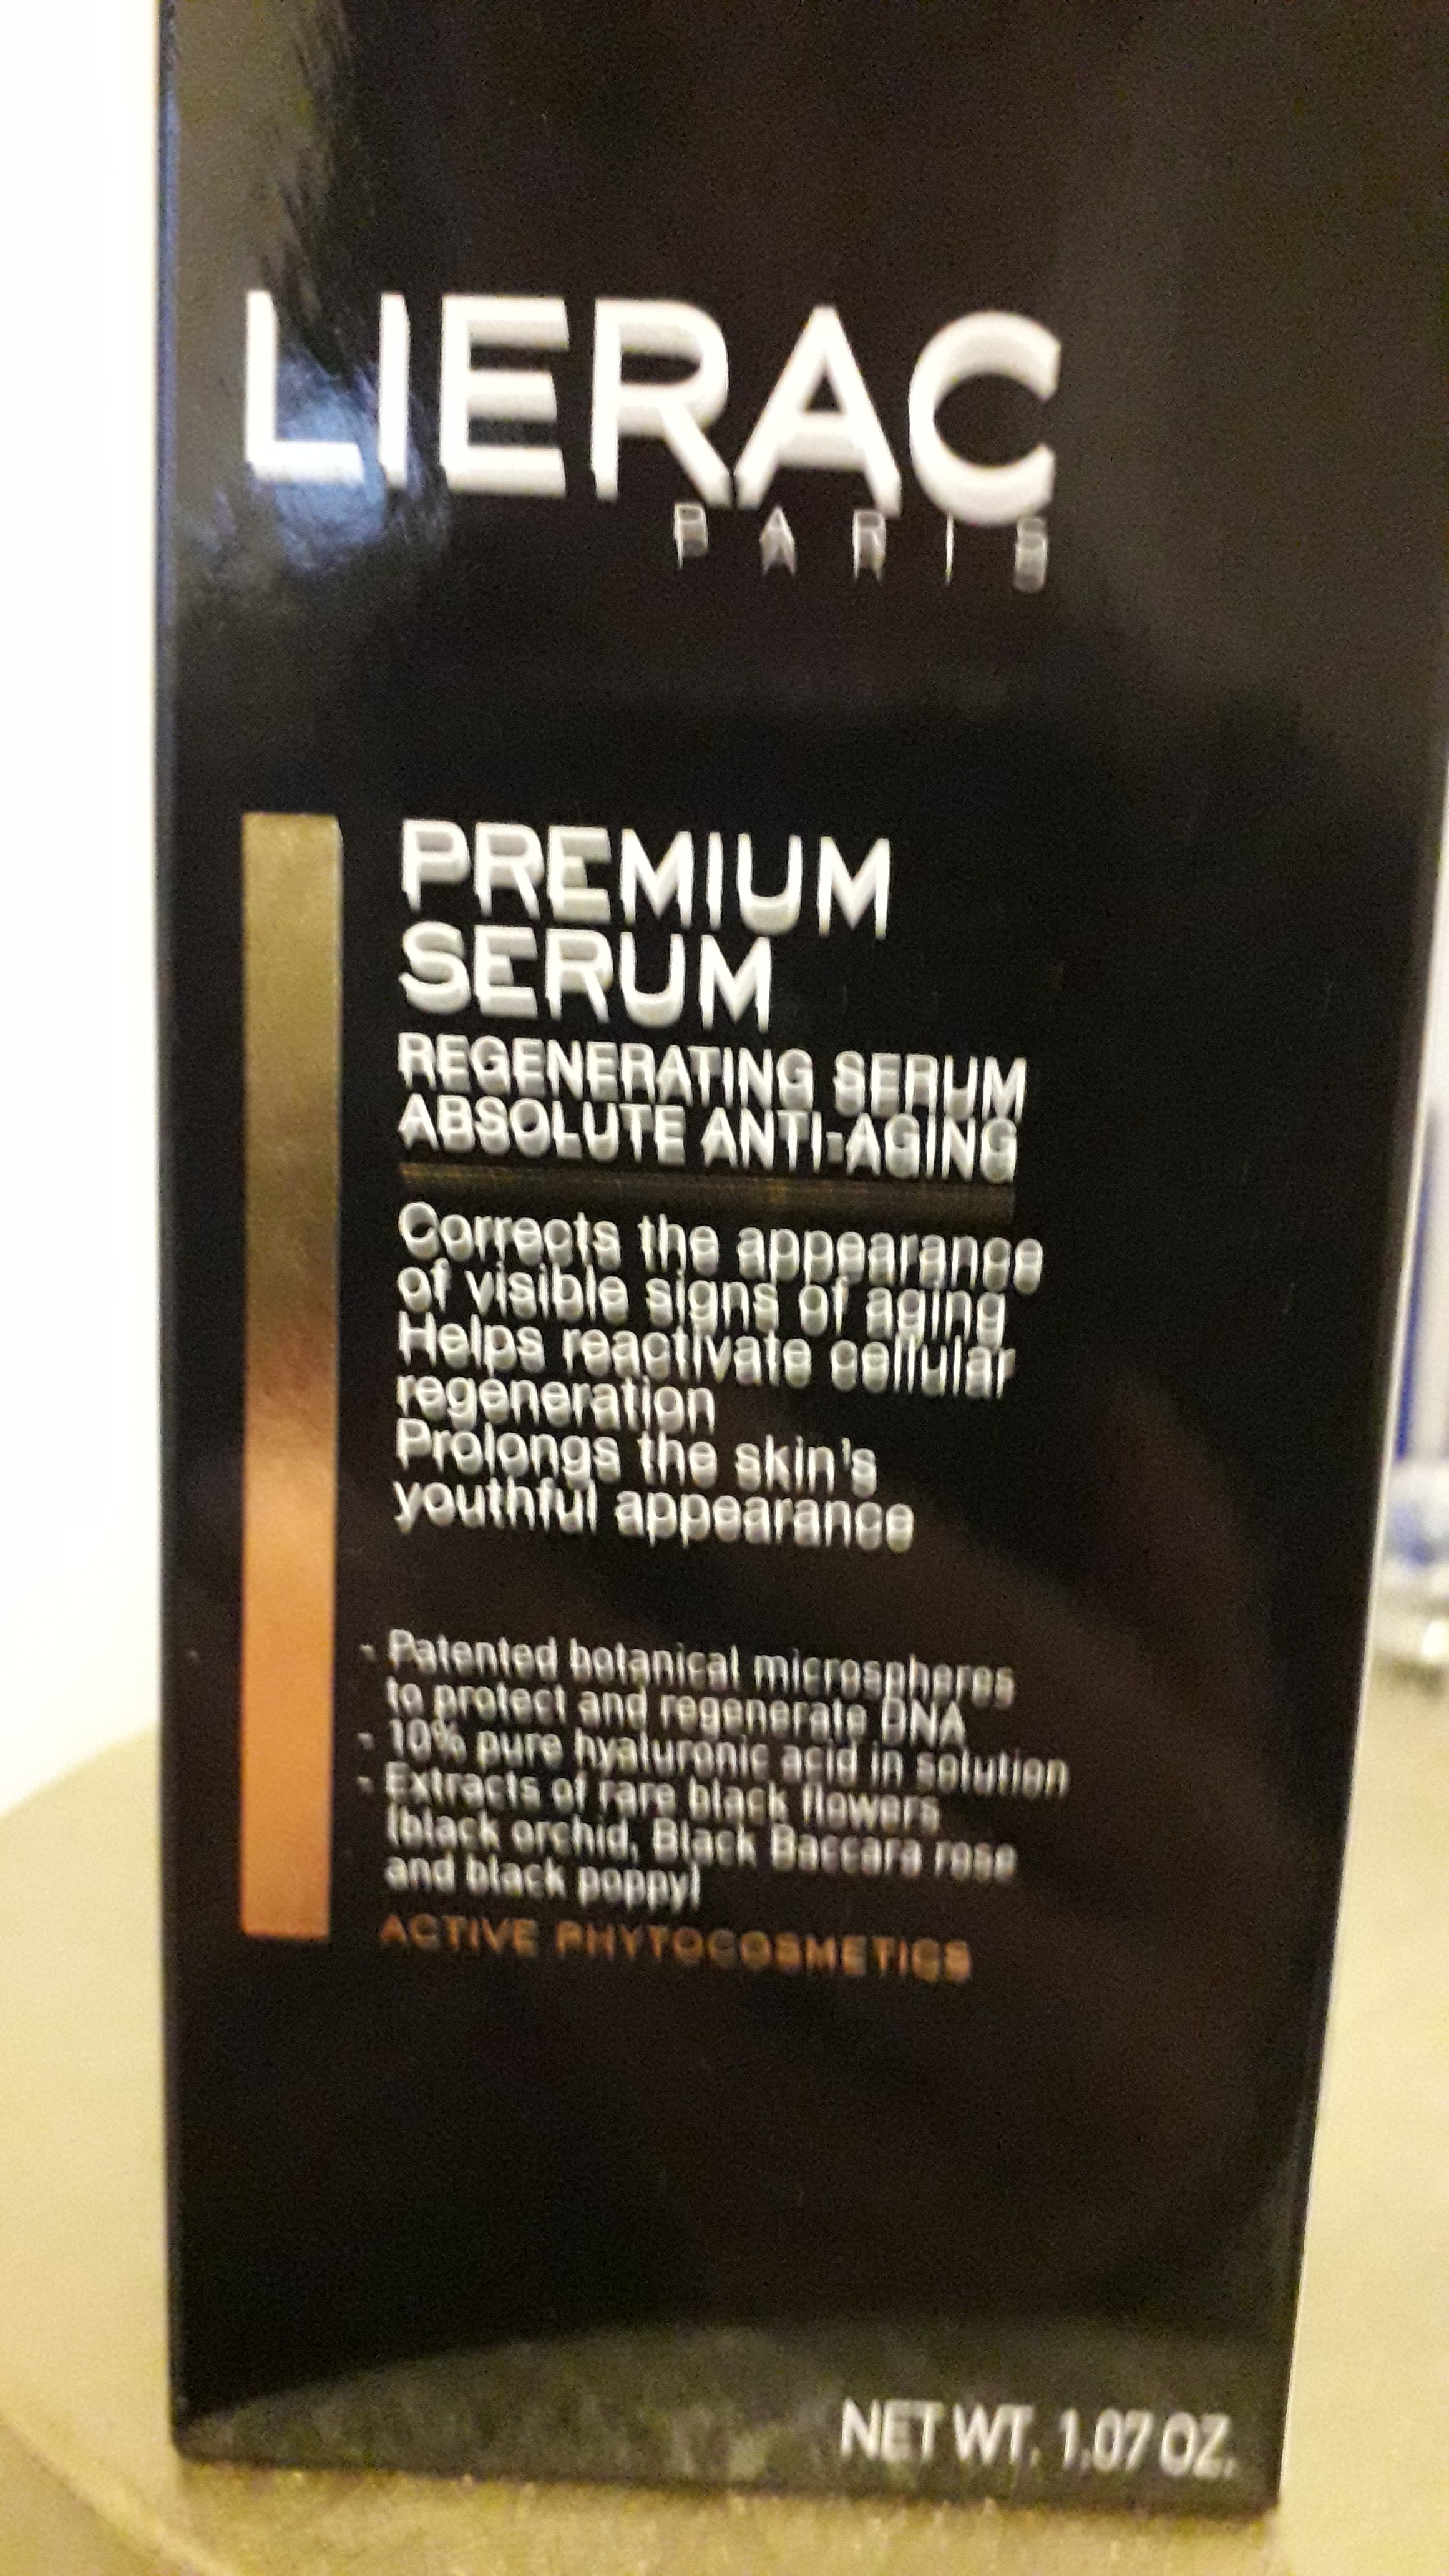 LIERAC
PARIS
PREMIUM
SERUM
REGENERATING SERUM
ABSOLUTE ANTI-AGING
Corrects the appearance
of visible signs of aging
Helps reactivate cellular
regeneration
Prolongs the skin's
youthful appearance
- Patented botanical microspheres
to protect and regenerate DNA
- 10% pure hyaluronic acid in solution
- Extracts of rare black flowers
(black orchid, Black Baccara rose
and black poppy)
ACTIVE PHYTOCOSMETICS
NET WT. 1.07 OZ.